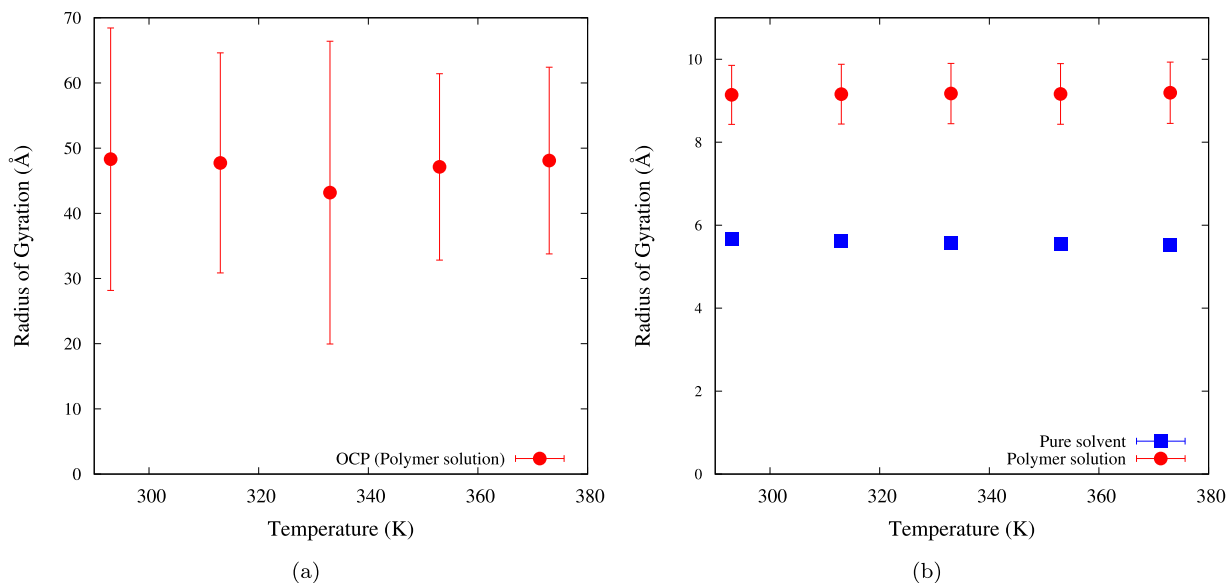 70
60
50
40
30
20
10
0
Radius of Gyration (Å)
OCP (Polymer solution)
300 320 340 360 380
Temperature (K)
(a)
10
8
6
4
2
0
Radius of Gyration (Å)
Pure solvent
Polymer solution
300 320 340 360 380
Temperature (K)
(b)